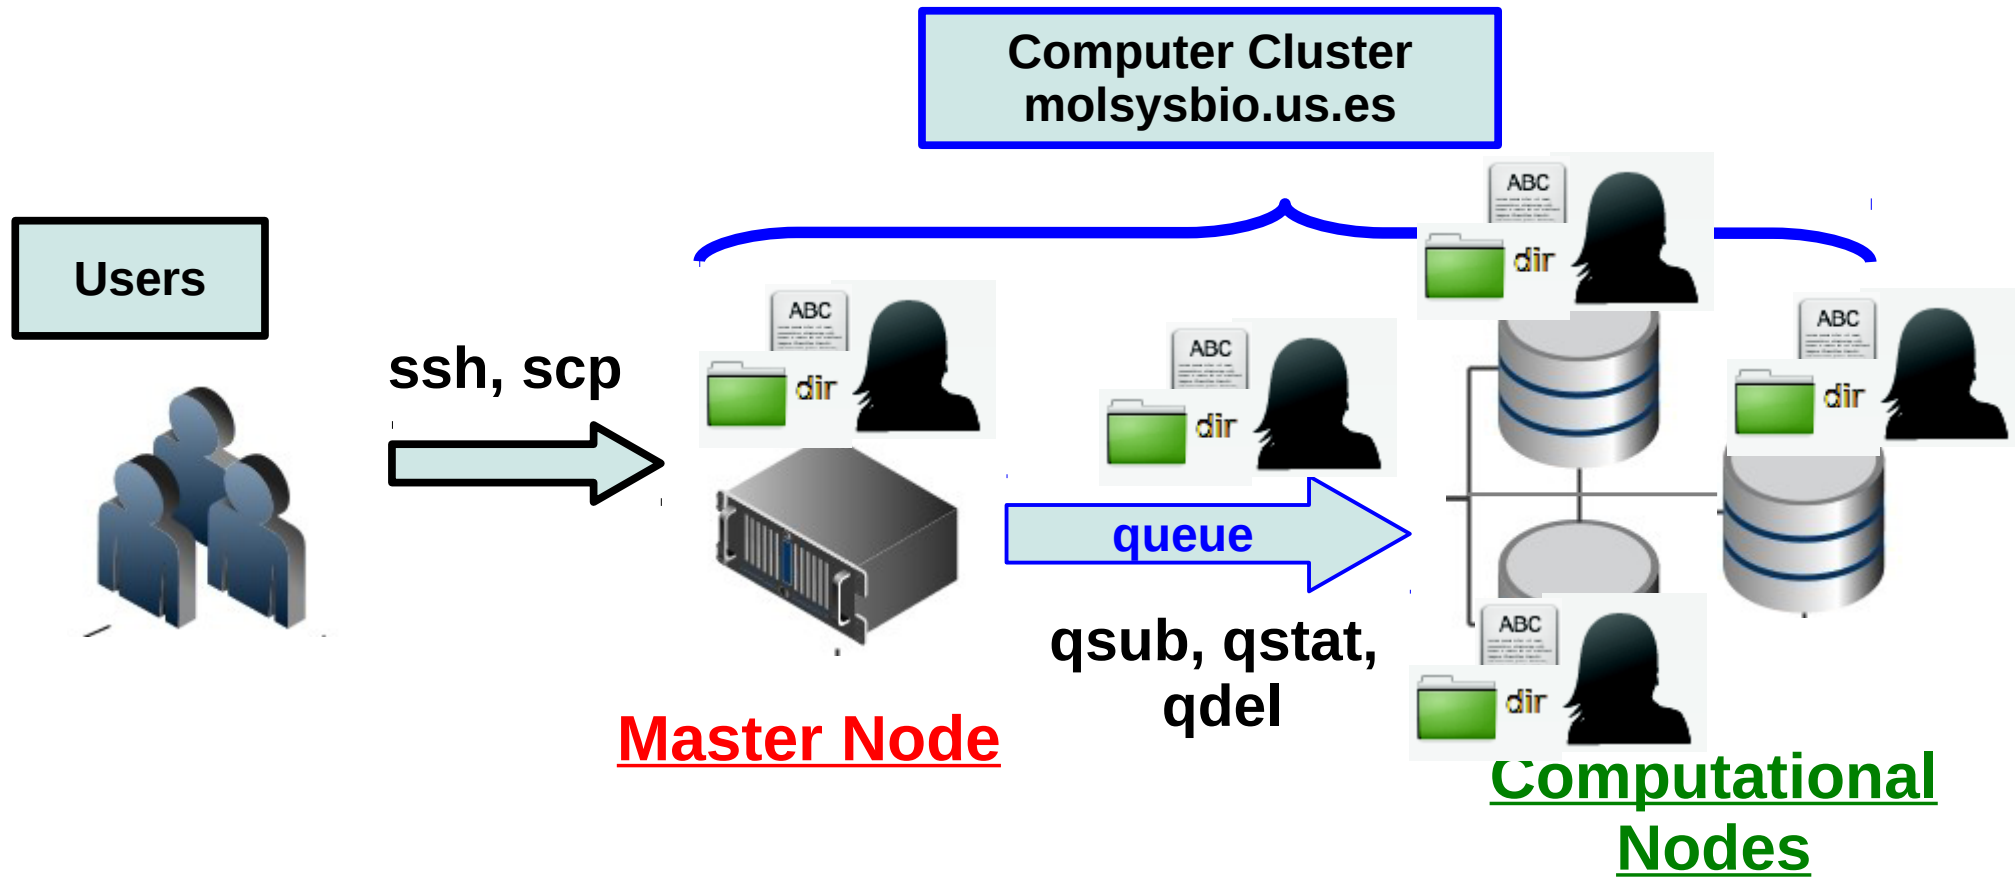 Computer Cluster
molsysbio.us.es
Users
ssh, scp
ABC
dir
ABC
dir
ABC
dir
ABC
dir
queue
qsub, qstat,
qdel
ABC
dir
Master Node
Computational
Nodes